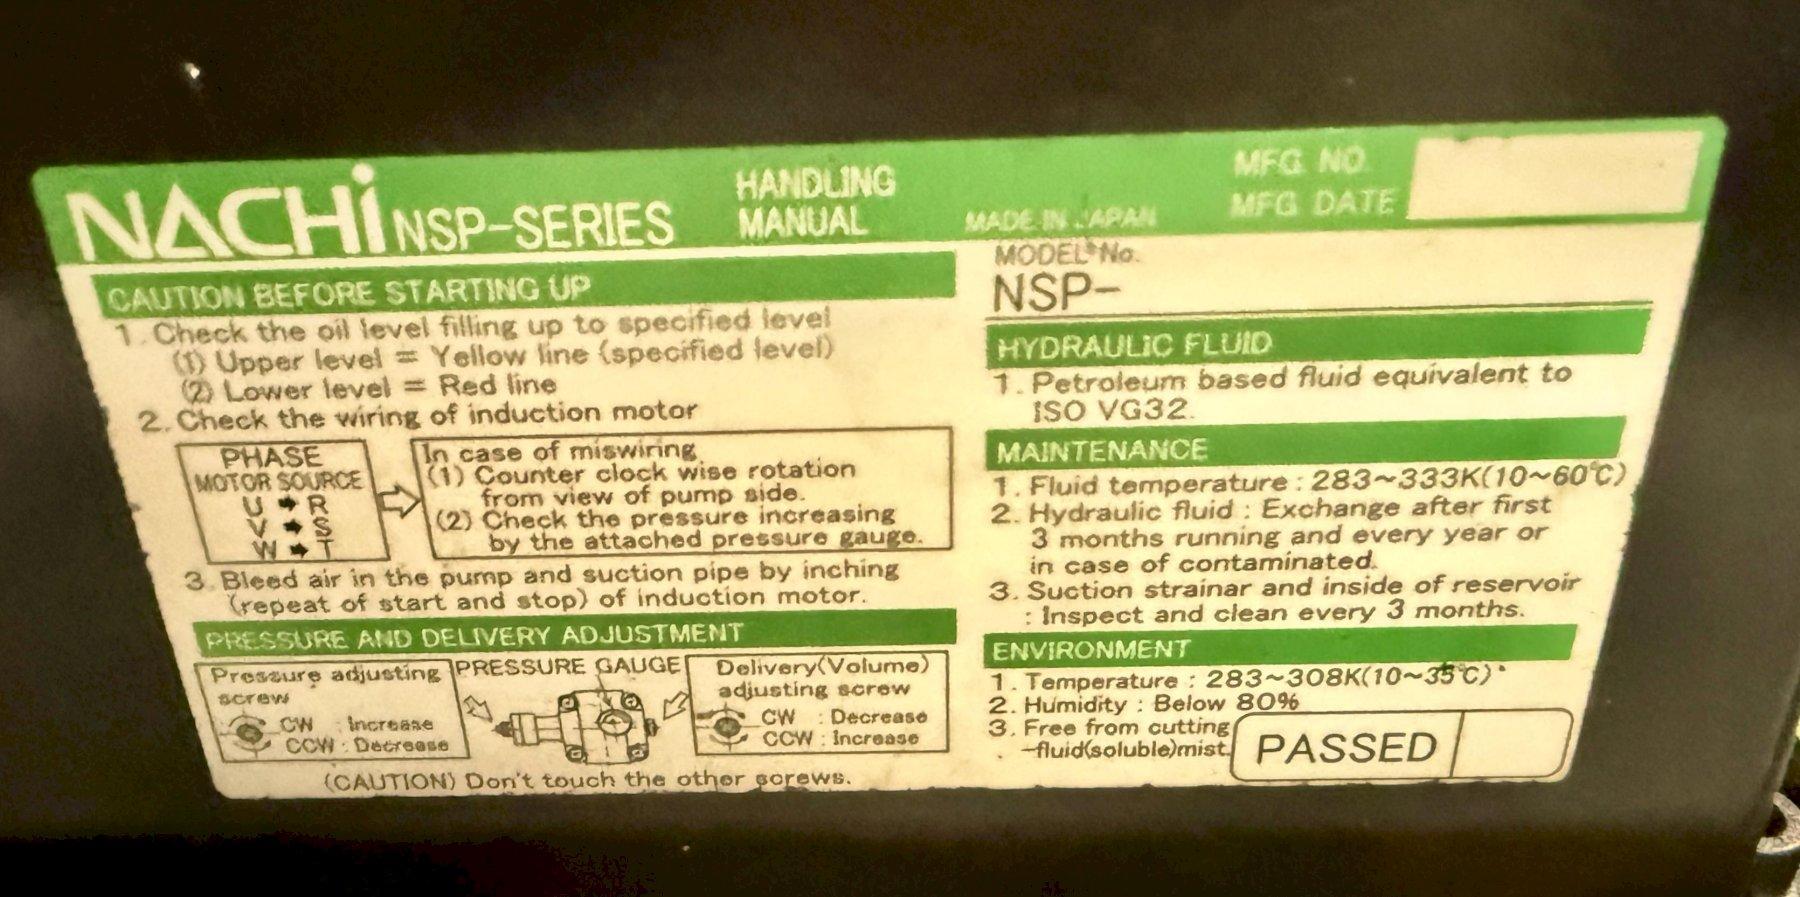 NACHi NSP-SERIES
HANDLING
MANUAL
MADE IN JAPAN
MFG. NO.
MFG. DATE
CAUTION BEFORE STARTING UP
1. Check the oil level filling up to specified level
(1) Upper level = Yellow line (specified level)
(2) Lower level = Red line
2. Check the wiring of induction motor
PHASE
MOTOR SOURCE
U → R
V → S
W → T
In case of miswiring
(1) Counter clock wise rotation
from view of pump side.
(2) Check the pressure increasing
by the attached pressure gauge.
3. Bleed air in the pump and suction pipe by inching
(repeat of start and stop) of induction motor.
PRESSURE AND DELIVERY ADJUSTMENT
Pressure adjusting
screw
CW : Increase
CCW : Decrease
PRESSURE GAUGE
Delivery(Volume)
adjusting screw
CW : Decrease
CCW : Increase
(CAUTION) Don't touch the other screws.
MODEL No.
NSP-
HYDRAULIC FLUID
1. Petroleum based fluid equivalent to
ISO VG32.
MAINTENANCE
1. Fluid temperature : 283~333K(10~60℃)
2. Hydraulic fluid : Exchange after first
3 months running and every year or
in case of contaminated.
3. Suction strainar and inside of reservoir
: Inspect and clean every 3 months.
ENVIRONMENT
1. Temperature : 283~308K(10~35℃)
2. Humidity : Below 80%
3. Free from cutting
-fluid(soluble)mist.
PASSED